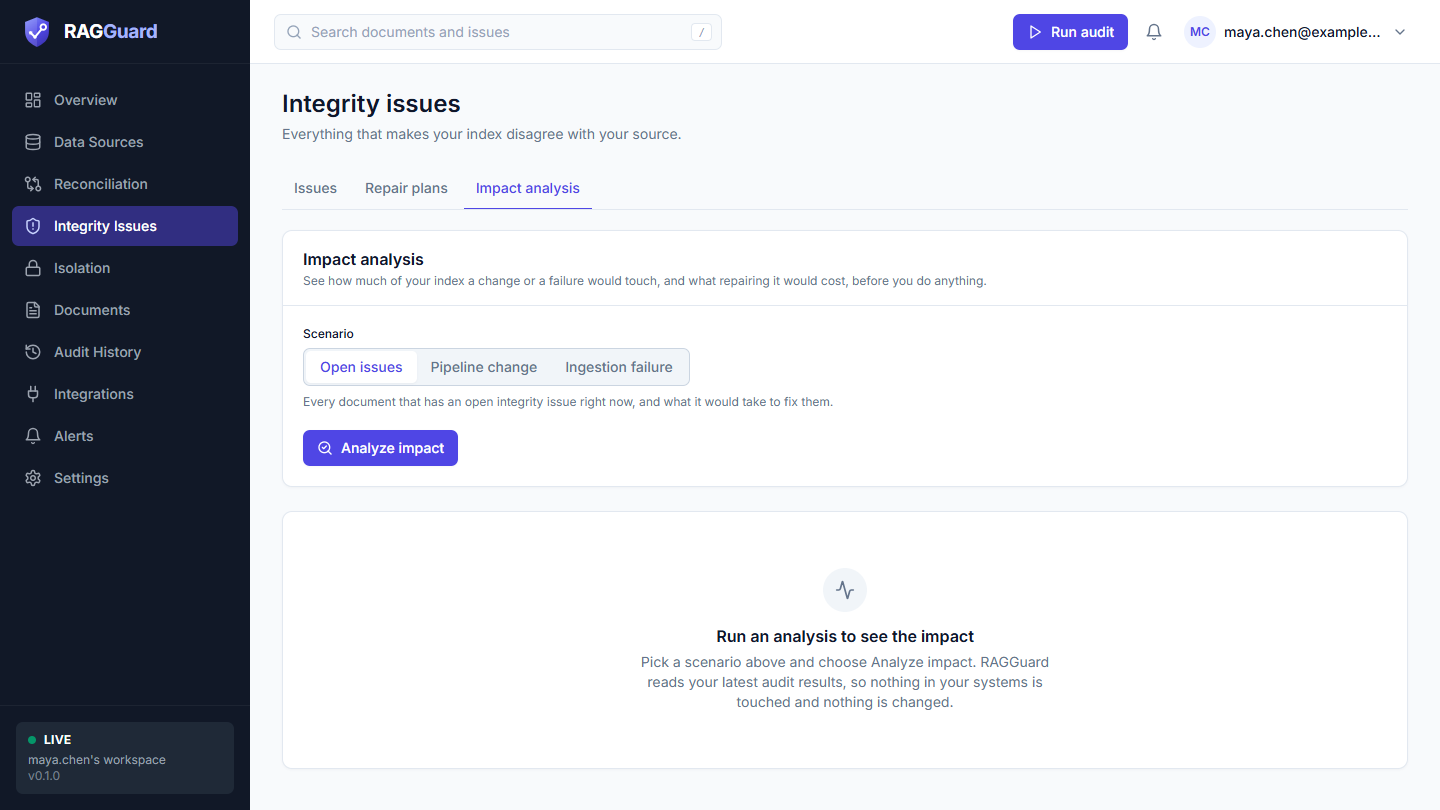 RAGGuard
Search documents and issues
/
Run audit
MC
maya.chen@example...
Overview
Data Sources
Reconciliation
Integrity Issues
Isolation
Documents
Audit History
Integrations
Alerts
Settings
LIVE
maya.chen's workspace
v0.1.0
Integrity issues
Everything that makes your index disagree with your source.
Issues
Repair plans
Impact analysis
Impact analysis
See how much of your index a change or a failure would touch, and what repairing it would cost, before you do anything.
Scenario
Open issues
Pipeline change
Ingestion failure
Every document that has an open integrity issue right now, and what it would take to fix them.
Analyze impact
Run an analysis to see the impact
Pick a scenario above and choose Analyze impact. RAGGuard
reads your latest audit results, so nothing in your systems is
touched and nothing is changed.